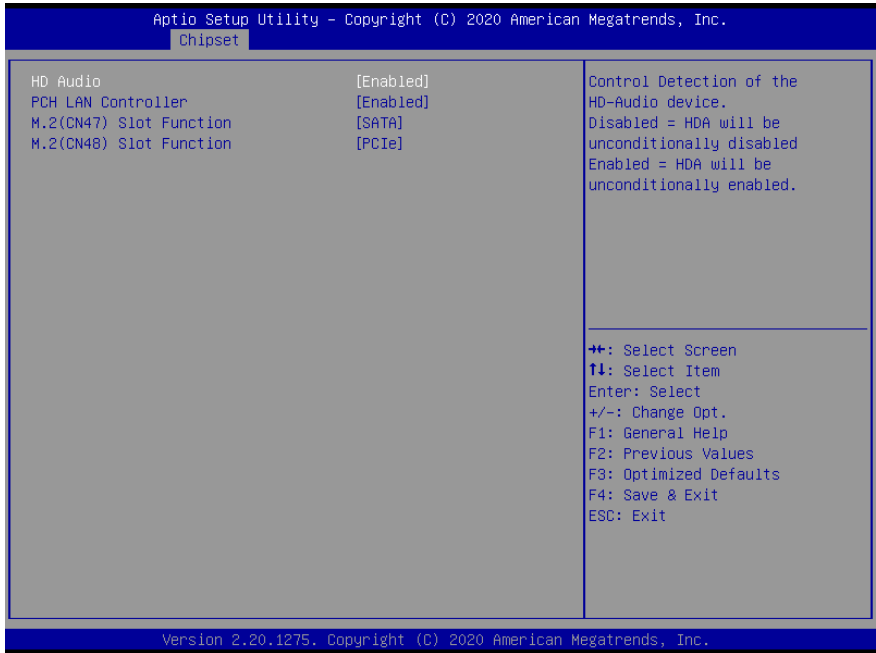 Aptio Setup Utility – Copyright (C) 2020 American Megatrends, Inc.
Chipset
HD Audio [Enabled]
PCH LAN Controller [Enabled]
M.2(CN47) Slot Function [SATA]
M.2(CN48) Slot Function [PCIe]
Control Detection of the
HD-Audio device.
Disabled = HDA will be
unconditionally disabled
Enabled = HDA will be
unconditionally enabled.
→←: Select Screen
↑↓: Select Item
Enter: Select
+/-: Change Opt.
F1: General Help
F2: Previous Values
F3: Optimized Defaults
F4: Save & Exit
ESC: Exit
Version 2.20.1275. Copyright (C) 2020 American Megatrends, Inc.